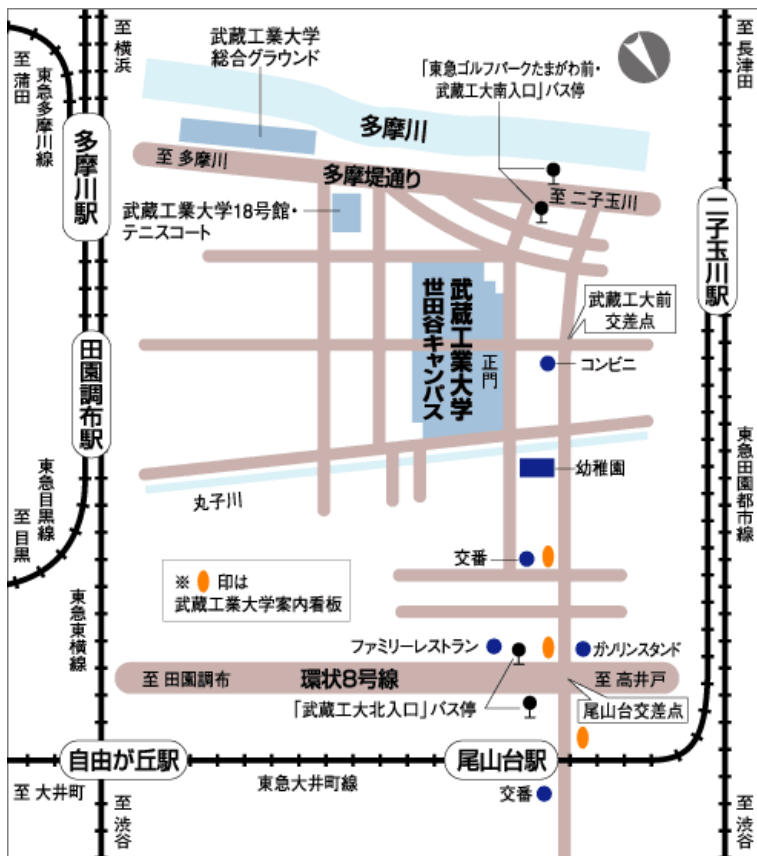 至横浜
至蒲田
東急多摩川線
武蔵工業大学
総合グラウンド
「東急ゴルフパークたまがわ前・
武蔵工大南入口」バス停
至長津田
多摩川
多摩川駅
至 多摩川
多摩堤通り
至 二子玉川
武蔵工業大学18号館・
テニスコート
二子玉川駅
武蔵工業大学
世田谷キャンパス
正門
武蔵工大前
交差点
田園調布駅
コンビニ
東急目黒線
至目黒
丸子川
幼稚園
東急田園都市線
交番
※ 印は
武蔵工業大学案内看板
東急東横線
ファミリーレストラン
ガソリンスタンド
至 田園調布
環状8号線
至 高井戸
「武蔵工大北入口」バス停
尾山台交差点
自由が丘駅
尾山台駅
至 大井町
東急大井町線
交番
至渋谷
至渋谷